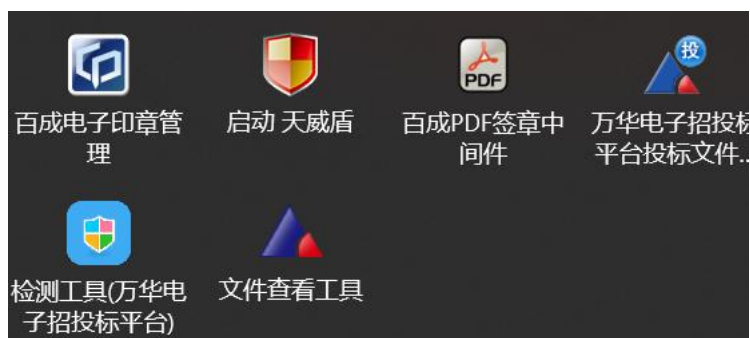 投
PDF
百成电子印章管
理
启动 天威盾
百成PDF签章中
间件
万华电子招投标
平台投标文件...
检测工具(万华电
子招投标平台)
文件查看工具